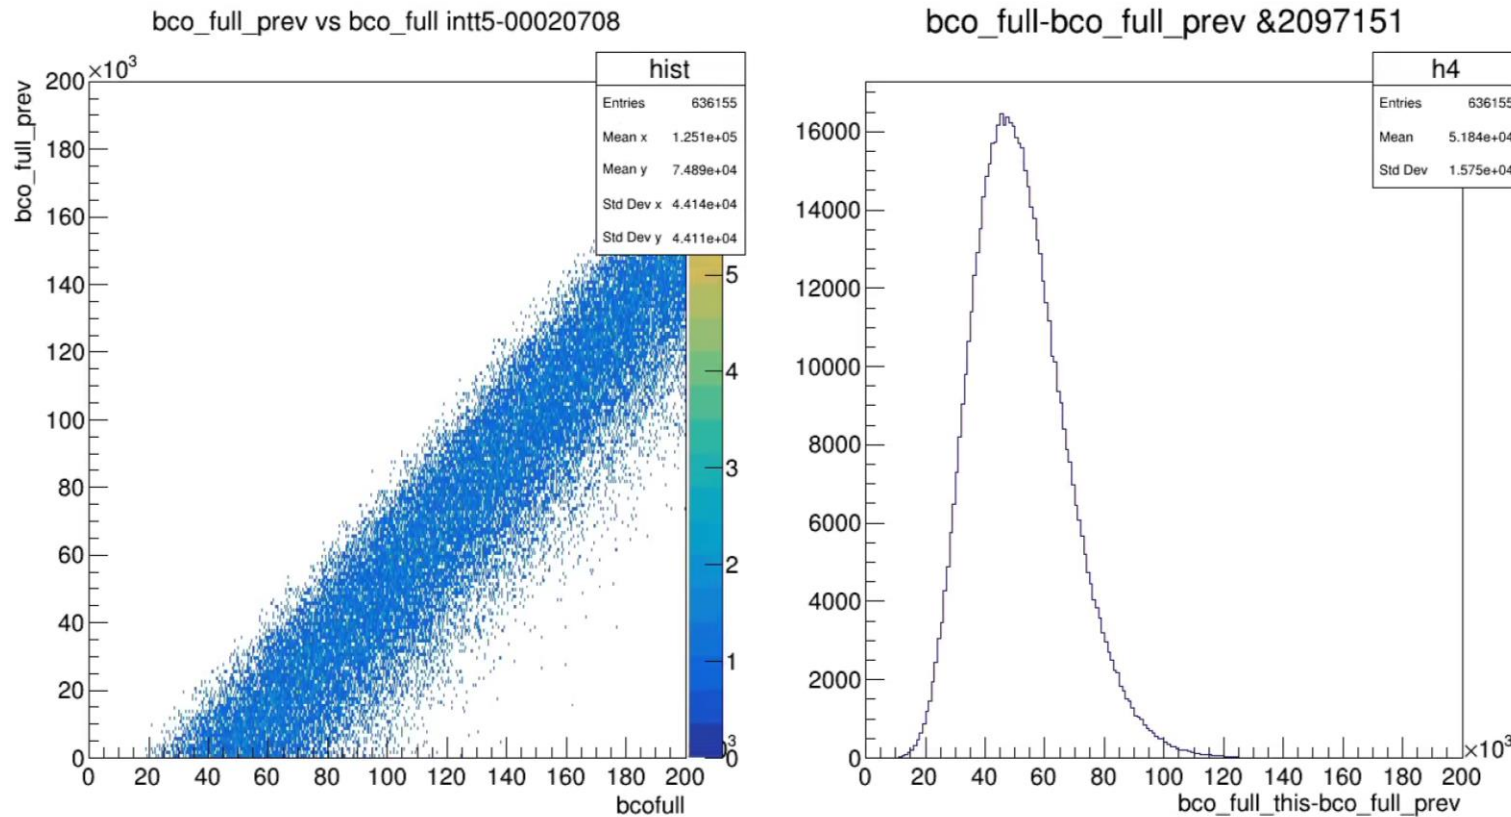 bco_full_prev vs bco_full intt5-00020708
hist
Entries 636155
Mean x 1.251e+05
Mean y 7.489e+04
Std Dev x 4.414e+04
Std Dev y 4.411e+04
×10³
bco_full_prev
200
180
160
140
120
100
80
60
40
20
0
0 20 40 60 80 100 120 140 160 180 200
bcofull
5
4
3
2
1
0
3
bco_full-bco_full_prev &2097151
h4
Entries 636155
Mean 5.184e+04
Std Dev 1.575e+04
16000
14000
12000
10000
8000
6000
4000
2000
0
0 20 40 60 80 100 120 140 160 180 200
×10³
bco_full_this-bco_full_prev